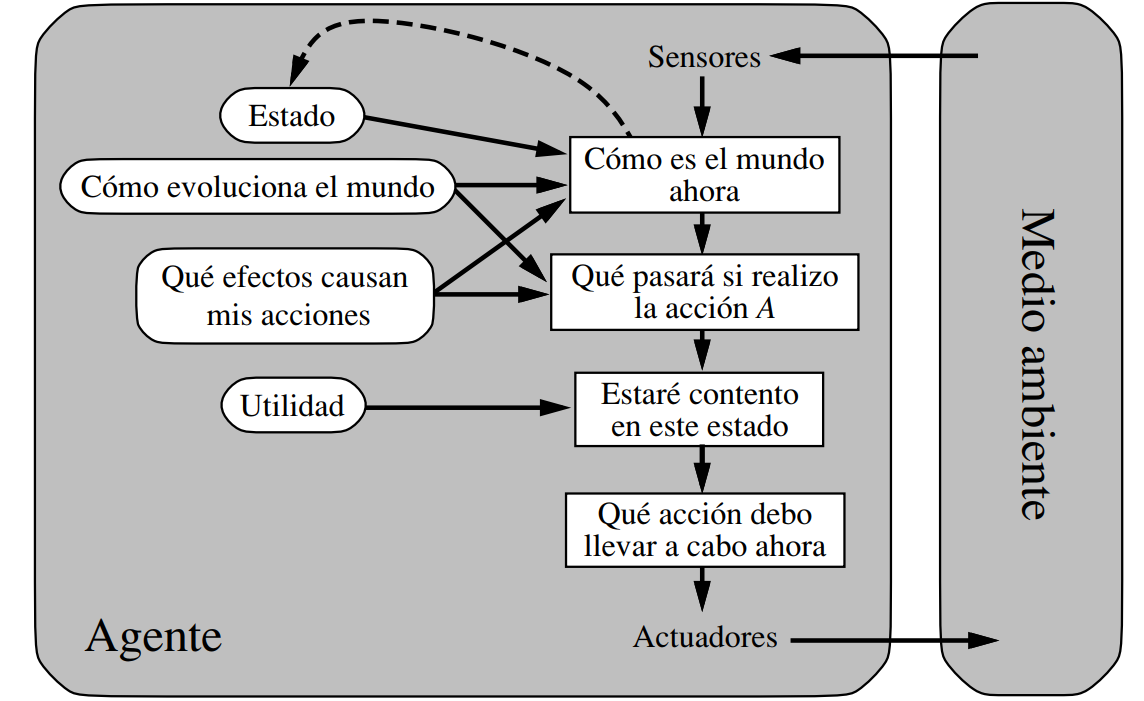 Sensores
Estado
Cómo es el mundo
ahora
Cómo evoluciona el mundo
Qué efectos causan
mis acciones
Qué pasará si realizo
la acción A
Utilidad
Estaré contento
en este estado
Qué acción debo
llevar a cabo ahora
Agente
Actuadores
Medio ambiente